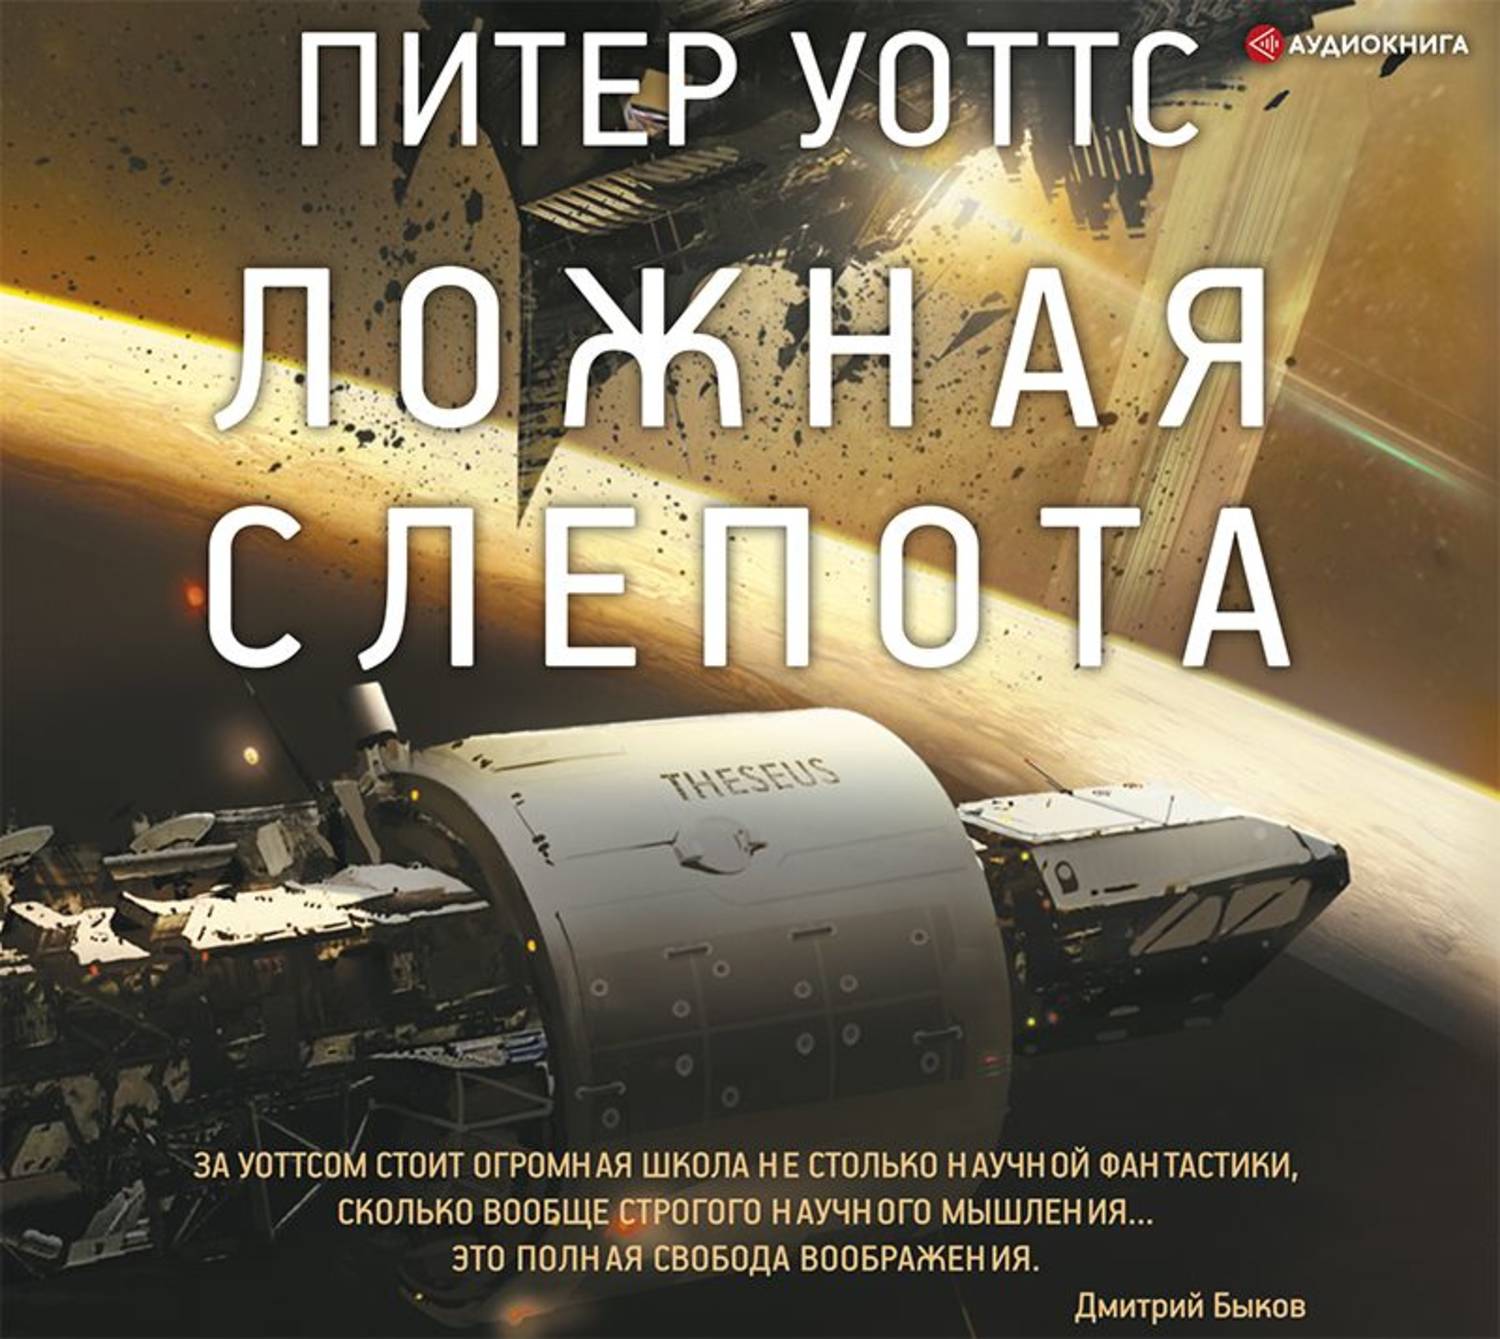 ПИТЕР УОТТС
АУДИОКНИГА
ЛОЖНАЯ
СЛЕПОТА
THESEUS
ЗА УОТТСОМ СТОИТ ОГРОМНАЯ ШКОЛА НЕ СТОЛЬКО НАУЧНОЙ ФАНТАСТИКИ,
СКОЛЬКО ВООБЩЕ СТРОГОГО НАУЧНОГО МЫШЛЕНИЯ...
ЭТО ПОЛНАЯ СВОБОДА ВООБРАЖЕНИЯ.
Дмитрий Быков